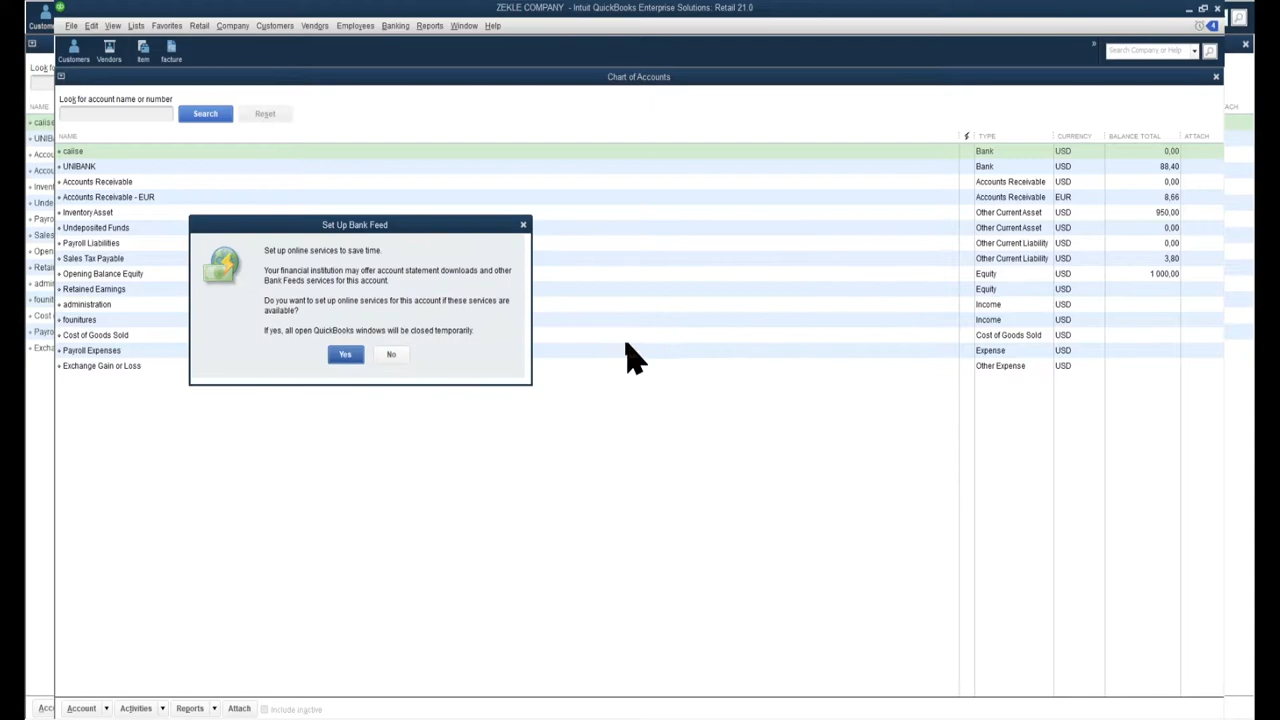 ZEKLE COMPANY - Intuit QuickBooks Enterprise Solutions: Retail 21.0
File Edit View Lists Favorites Retail Company Customers Vendors Employees Banking Reports Window Help
4
Customers Vendors Item facture
Search Company or Help
Chart of Accounts
Look for account name or number
Search Reset
NAME TYPE CURRENCY BALANCE TOTAL ATTACH
calise Bank USD 0,00
UNIBANK Bank USD 88,40
Accounts Receivable Accounts Receivable USD 0,00
Accounts Receivable - EUR Accounts Receivable EUR 8,66
Inventory Asset Other Current Asset USD 950,00
Undeposited Funds Other Current Asset USD 0,00
Payroll Liabilities Other Current Liability USD 0,00
Sales Tax Payable Other Current Liability USD 3,80
Opening Balance Equity Equity USD 1 000,00
Retained Earnings Equity USD
administration Income USD
founitures Income USD
Cost of Goods Sold Cost of Goods Sold USD
Payroll Expenses Expense USD
Exchange Gain or Loss Other Expense USD
Set Up Bank Feed
Set up online services to save time.
Your financial institution may offer account statement downloads and other
Bank Feeds services for this account.
Do you want to set up online services for this account if these services are
available?
If yes, all open QuickBooks windows will be closed temporarily.
Yes No
Account Activities Reports Attach Include inactive